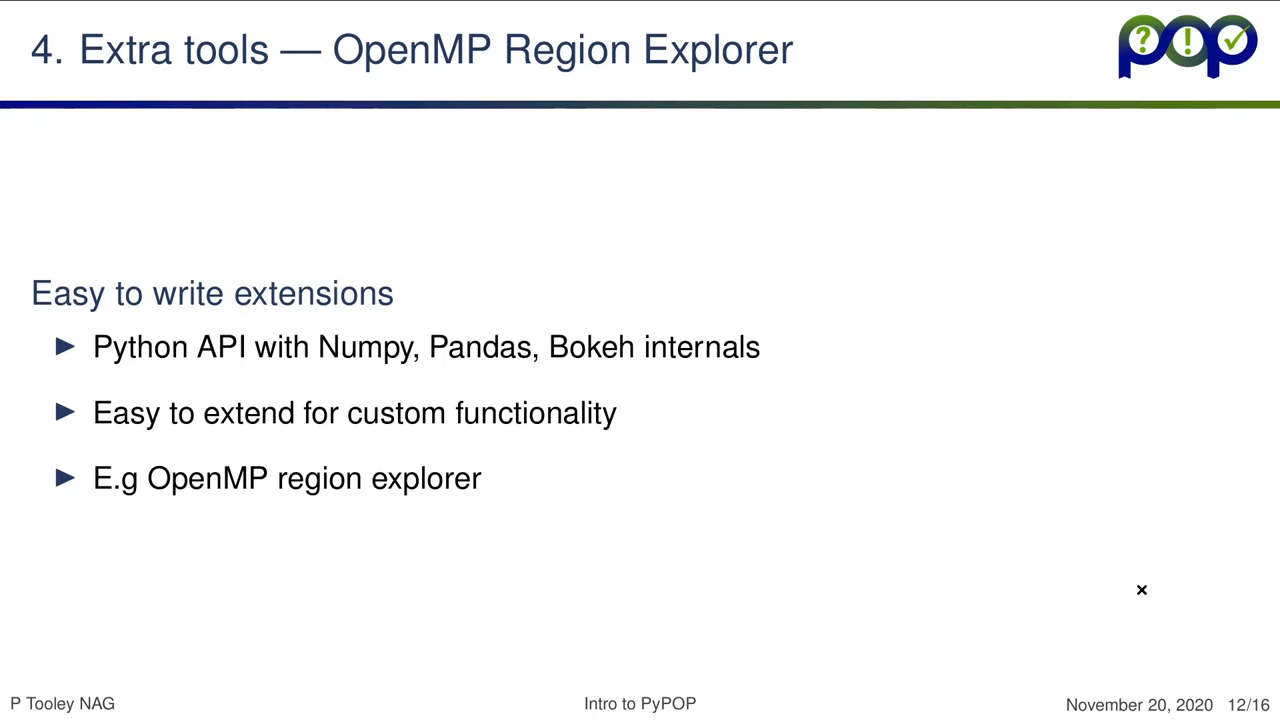 4. Extra tools — OpenMP Region Explorer
pop
Easy to write extensions
Python API with Numpy, Pandas, Bokeh internals
Easy to extend for custom functionality
E.g OpenMP region explorer
P Tooley NAG
Intro to PyPOP
November 20, 2020 12/16